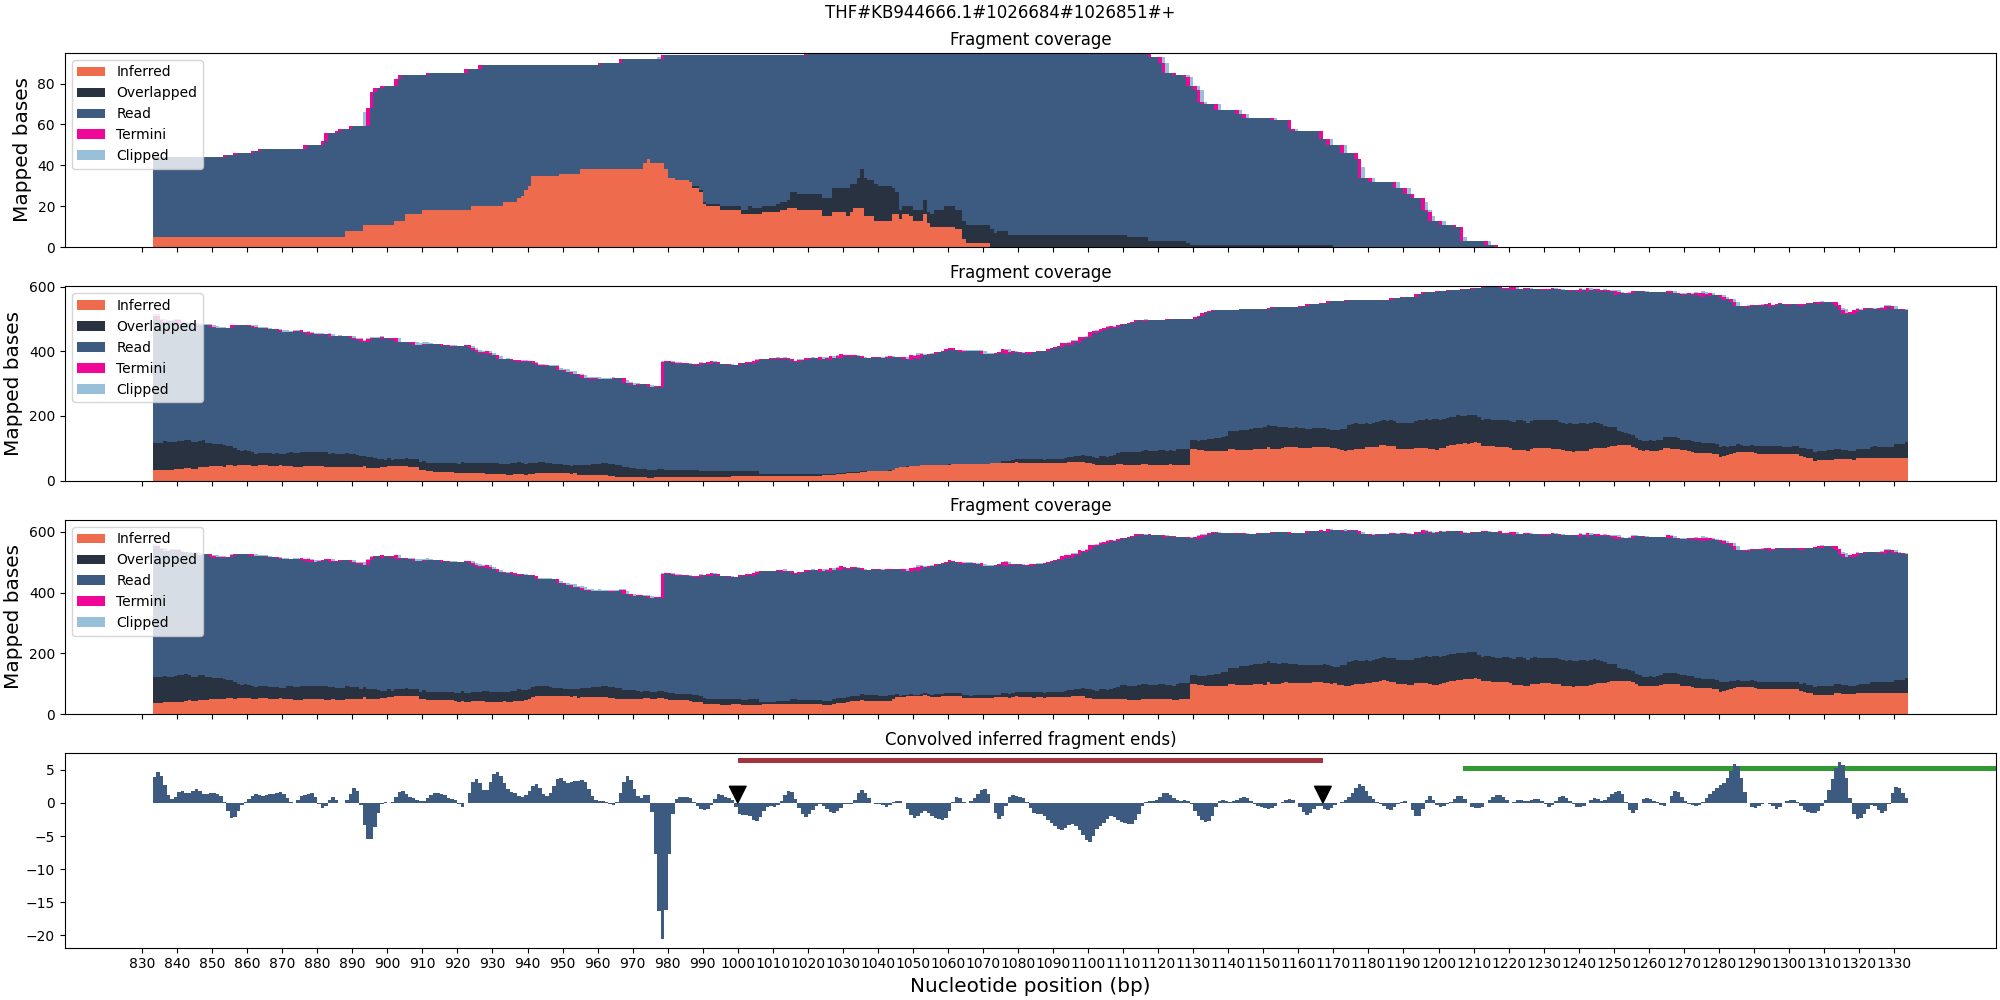 THF#KB944666.1#1026684#1026851#+
Fragment coverage
Mapped bases
80
60
40
20
0
Inferred
Overlapped
Read
Termini
Clipped
Fragment coverage
Mapped bases
600
400
200
0
Inferred
Overlapped
Read
Termini
Clipped
Fragment coverage
Mapped bases
600
400
200
0
Inferred
Overlapped
Read
Termini
Clipped
Convolved inferred fragment ends)
5
0
−5
−10
−15
−20
830 840 850 860 870 880 890 900 910 920 930 940 950 960 970 980 990 1000 1010 1020 1030 1040 1050 1060 1070 1080 1090 1100 1110 1120 1130 1140 1150 1160 1170 1180 1190 1200 1210 1220 1230 1240 1250 1260 1270 1280 1290 1300 1310 1320 1330
Nucleotide position (bp)